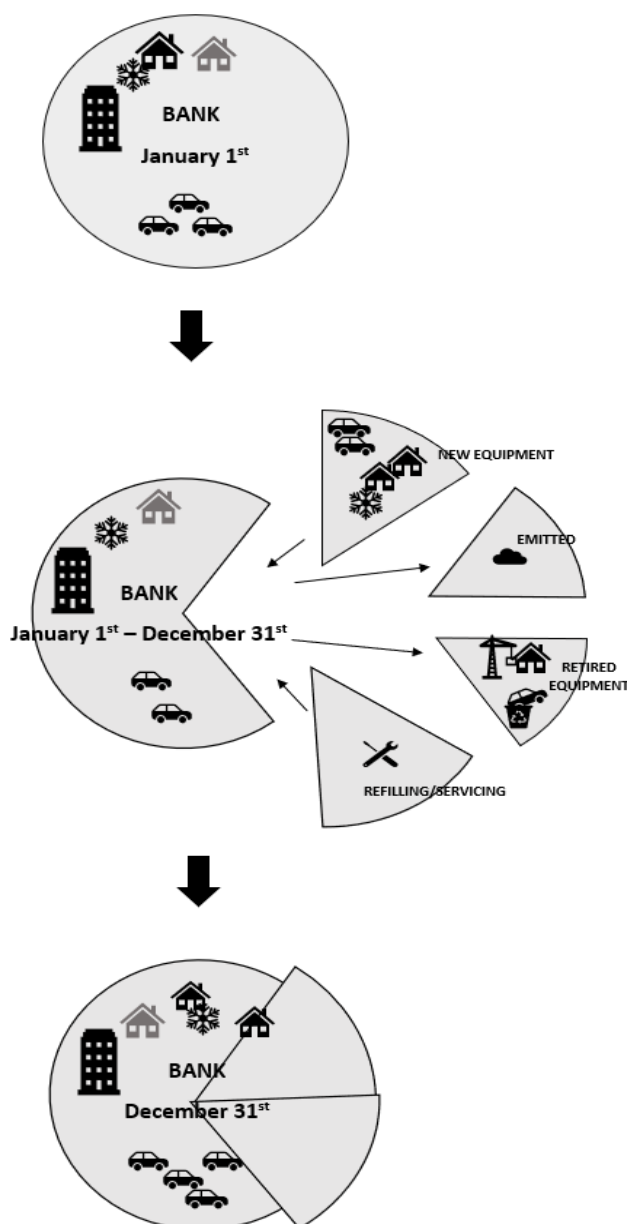 BANK
January 1st
NEW EQUIPMENT
EMITTED
BANK
January 1st – December 31st
RETIRED
EQUIPMENT
REFILLING/SERVICING
BANK
December 31st